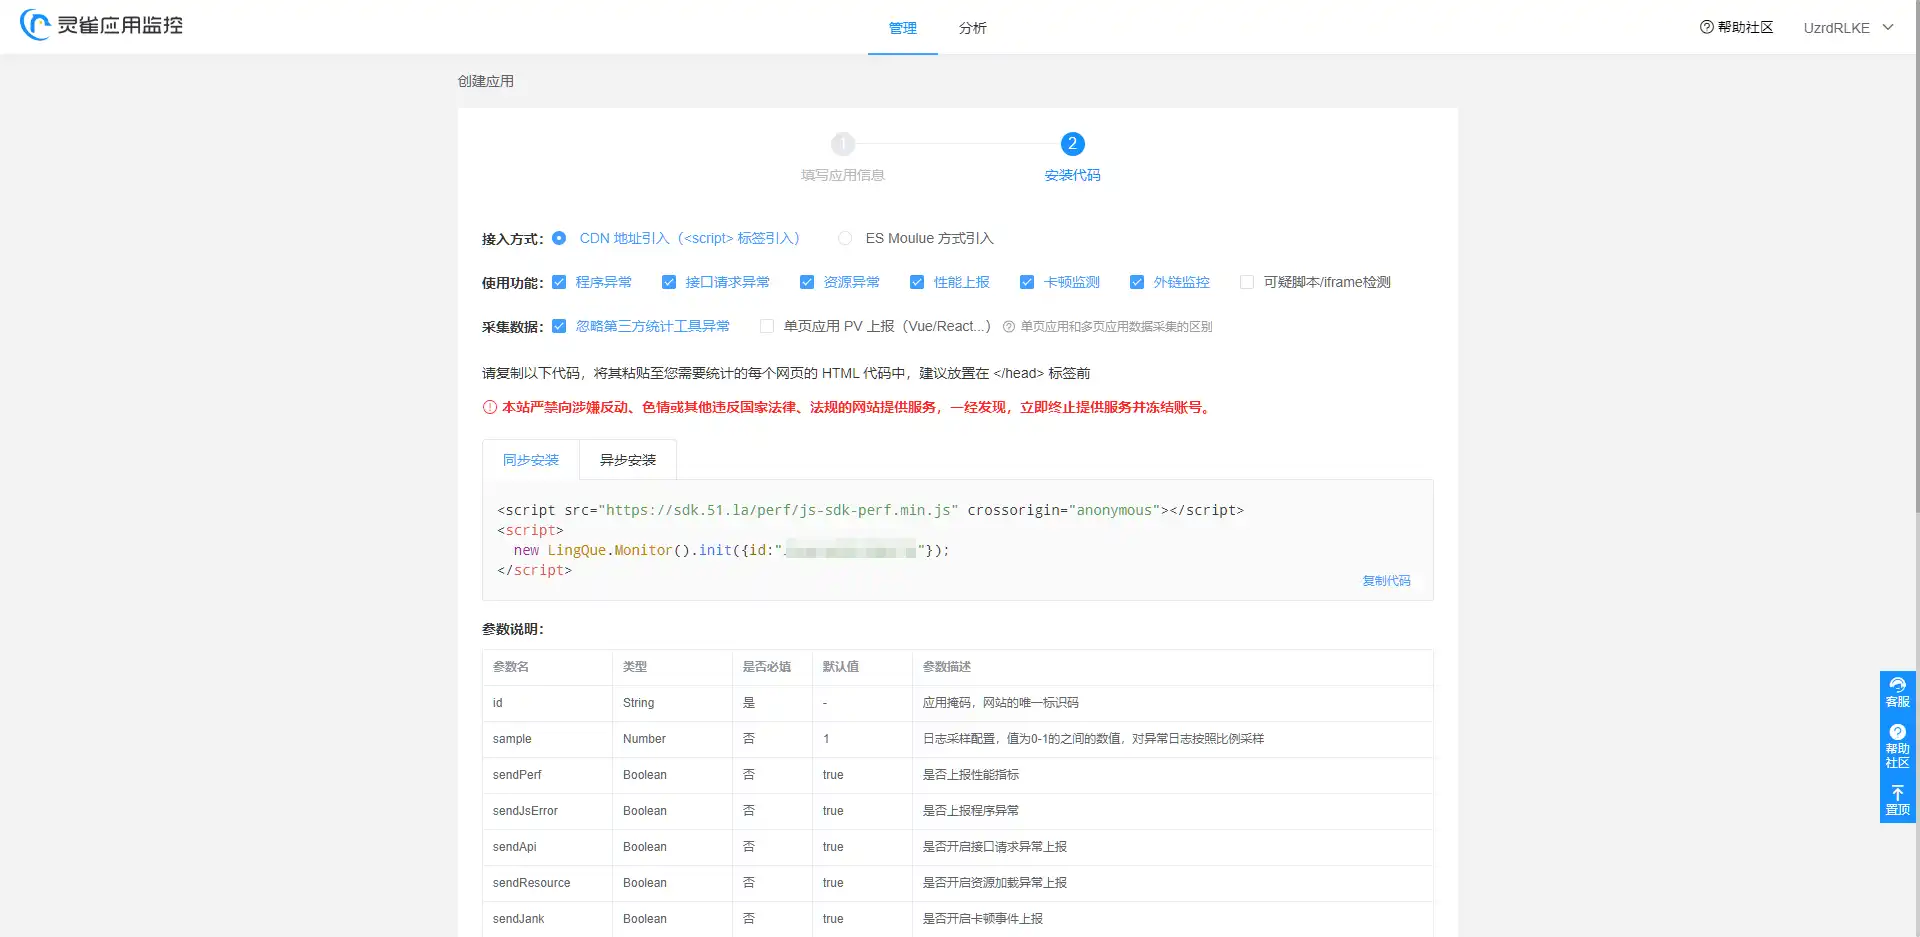 灵雀应用监控
管理 分析
帮助社区 UzrdRLKE
创建应用
1 2
填写应用信息 安装代码
接入方式: CDN 地址引入（<script> 标签引入） ES Moulue 方式引入
使用功能: 程序异常 接口请求异常 资源异常 性能上报 卡顿监测 外链监控 可疑脚本/iframe检测
采集数据: 忽略第三方统计工具异常 单页应用 PV 上报（Vue/React...） 单页应用和多页应用数据采集的区别
请复制以下代码，将其粘贴至您需要统计的每个网页的 HTML 代码中，建议放置在 </head> 标签前
本站严禁向涉嫌反动、色情或其他违反国家法律、法规的网站提供服务，一经发现，立即终止提供服务并冻结账号。
同步安装 异步安装
<script src="https://sdk.51.la/perf/js-sdk-perf.min.js" crossorigin="anonymous"></script>
<script>
new LingQue.Monitor().init({id:" "});
</script>
复制代码
参数说明:
参数名 类型 是否必填 默认值 参数描述
id String 是 - 应用掩码，网站的唯一标识码
sample Number 否 1 日志采样配置，值为0-1的之间的数值，对异常日志按照比例采样
sendPerf Boolean 否 true 是否上报性能指标
sendJsError Boolean 否 true 是否上报程序异常
sendApi Boolean 否 true 是否开启接口请求异常上报
sendResource Boolean 否 true 是否开启资源加载异常上报
sendJank Boolean 否 true 是否开启卡顿事件上报
客服
帮助
社区
置顶